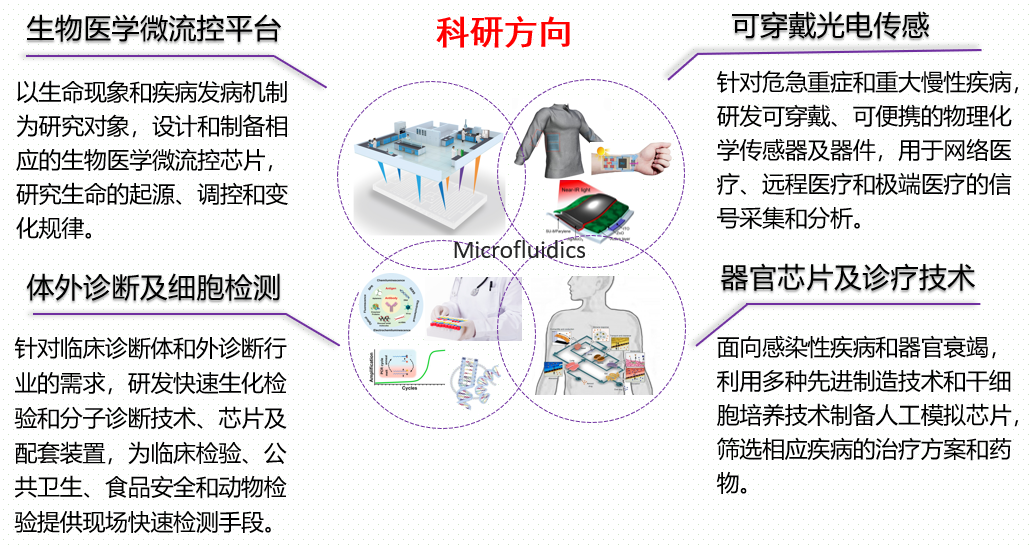 科研方向
生物医学微流控平台
以生命现象和疾病发病机制
为研究对象，设计和制备相
应的生物医学微流控芯片，
研究生命的起源、调控和变
化规律。
可穿戴光电传感
针对危急重症和重大慢性疾病，
研发可穿戴、可便携的物理化
学传感器及器件，用于网络医
疗、远程医疗和极端医疗的信
号采集和分析。
Near-IR light
Microfluidics
体外诊断及细胞检测
针对临床诊断体和外诊断行
业的需求，研发快速生化检
验和分子诊断技术、芯片及
配套装置，为临床检验、公
共卫生、食品安全和动物检
验提供现场快速检测手段。
Antigen
Antibody
Amplification
Cycles
器官芯片及诊疗技术
面向感染性疾病和器官衰竭，
利用多种先进制造技术和干细
胞培养技术制备人工模拟芯片，
筛选相应疾病的治疗方案和药
物。